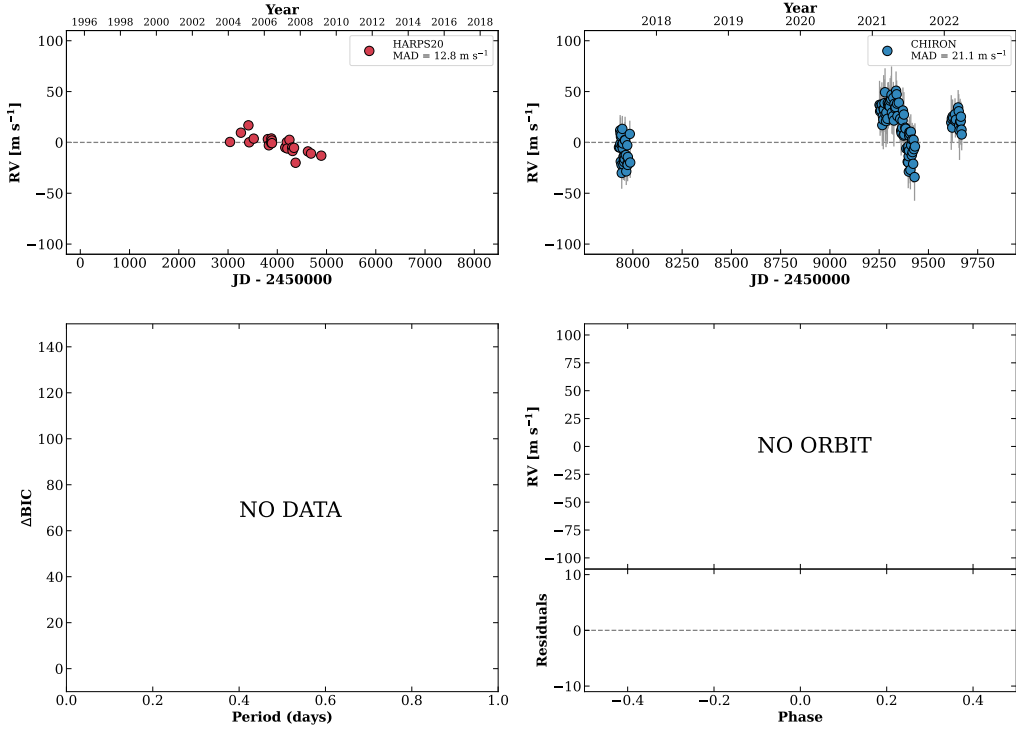 Year
1996 1998 2000 2002 2004 2006 2008 2010 2012 2014 2016 2018
HARPS20
MAD = 12.8 m s⁻¹
100
50
0
−50
−100
RV [m s⁻¹]
0 1000 2000 3000 4000 5000 6000 7000 8000
JD - 2450000
Year
2018 2019 2020 2021 2022
CHIRON
MAD = 21.1 m s⁻¹
100
50
0
−50
−100
RV [m s⁻¹]
8000 8250 8500 8750 9000 9250 9500 9750
JD - 2450000
140
120
100
80
60
40
20
0
ΔBIC
NO DATA
0.0 0.2 0.4 0.6 0.8 1.0
Period (days)
100
75
50
25
0
−25
−50
−75
−100
RV [m s⁻¹]
NO ORBIT
10
0
−10
Residuals
−0.4 −0.2 0.0 0.2 0.4
Phase